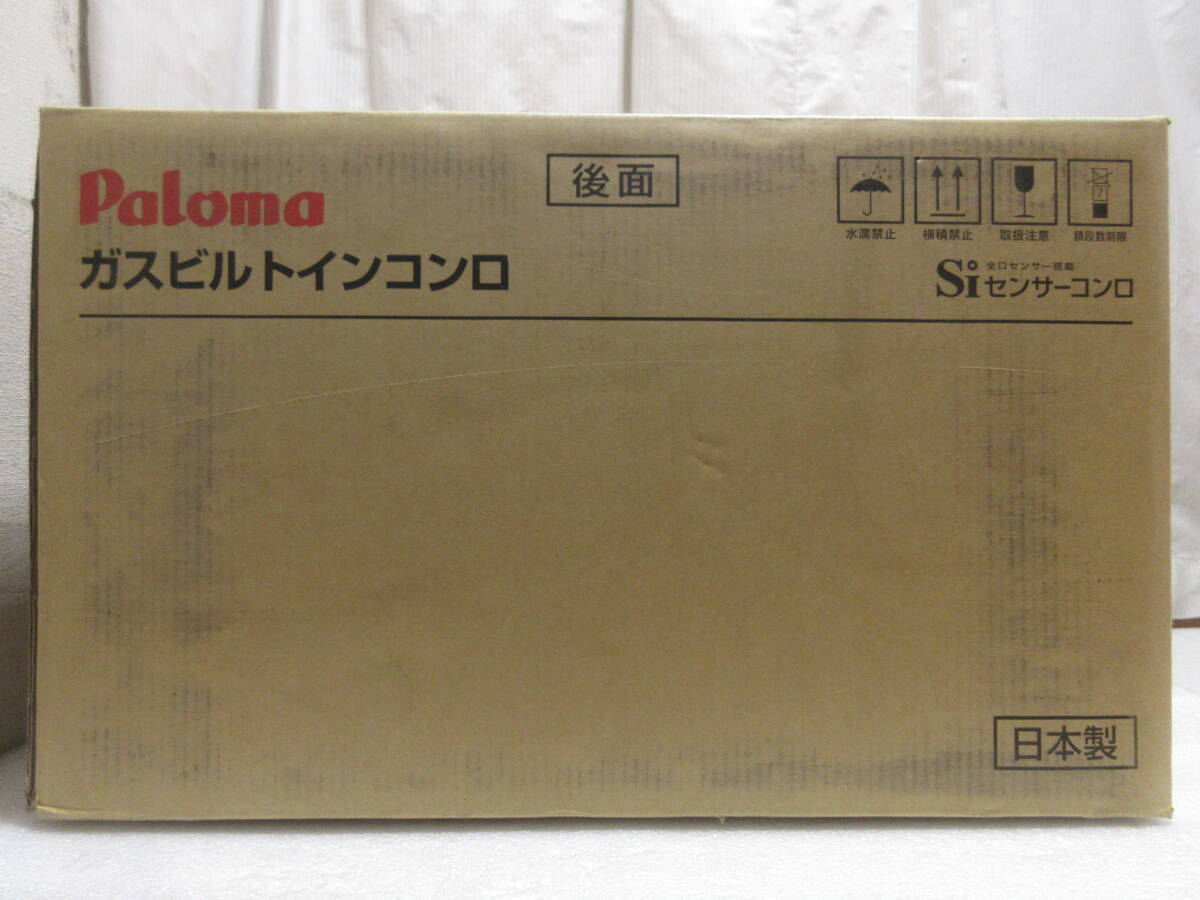 Paloma
ガスビルトインコンロ
後面
水濡禁止 横積禁止 取扱注意 積段数制限
7
全口センサー搭載
Siセンサーコンロ
日本製